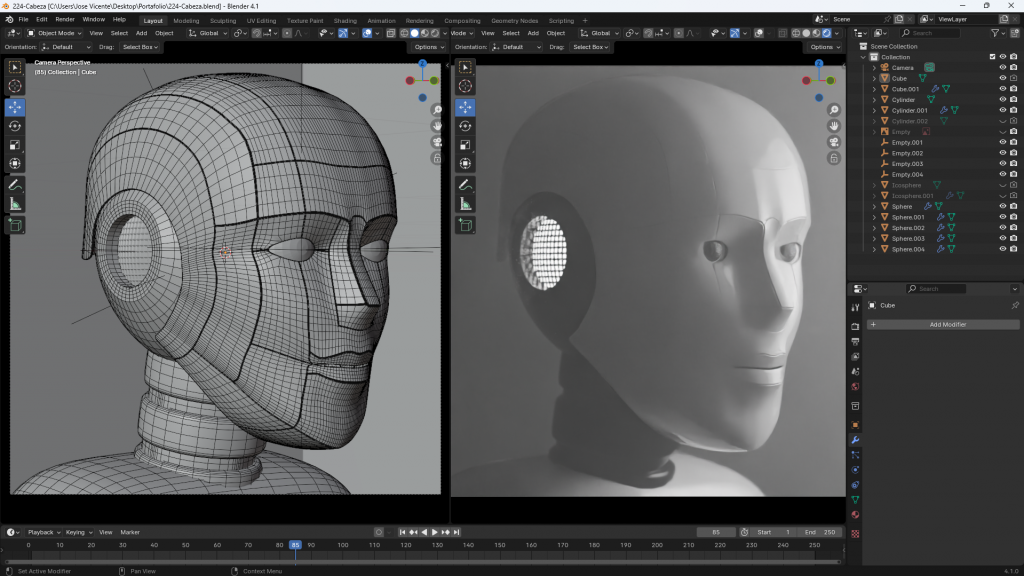 224-Cabeza [C:\Users\Jose Vicente\Desktop\Portafolio\224-Cabeza.blend] - Blender 4.1
File Edit Render Window Help Layout Modeling Sculpting UV Editing Texture Paint Shading Animation Rendering Compositing Geometry Nodes Scripting + Scene ViewLayer
Object Mode View Select Add Object Global Mode View Select Add Object Global Search
Orientation: Default Drag: Select Box Options Orientation: Default Drag: Select Box Options
Camera Perspective
(85) Collection | Cube
Scene Collection
Collection
Camera
Cube
Cube.001
Cylinder
Cylinder.001
Cylinder.002
Empty
Empty.001
Empty.002
Empty.003
Empty.004
Icosphere
Icosphere.001
Sphere
Sphere.001
Sphere.002
Sphere.003
Sphere.004
Search
Cube
+ Add Modifier
Playback Keying View Marker 85 Start 1 End 250
0 10 20 30 40 50 60 70 80 85 90 100 110 120 130 140 150 160 170 180 190 200 210 220 230 240 250
Set Active Modifier Pan View Context Menu 4.1.0